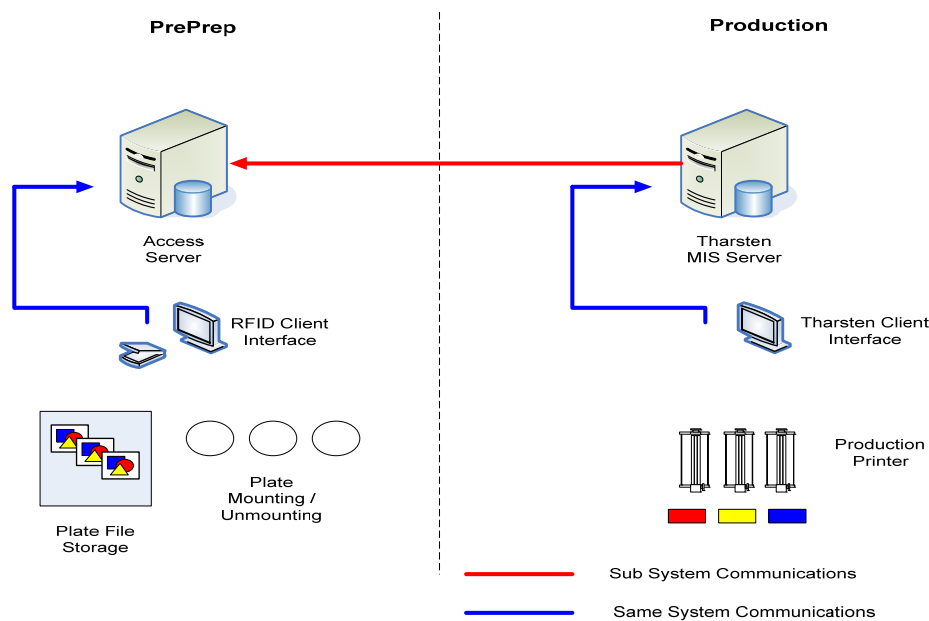 PrePrep
Production
Access
Server
Tharsten
MIS Server
RFID Client
Interface
Tharsten Client
Interface
Plate
Mounting /
Unmounting
Production
Printer
Plate File
Storage
Sub System Communications
Same System Communications